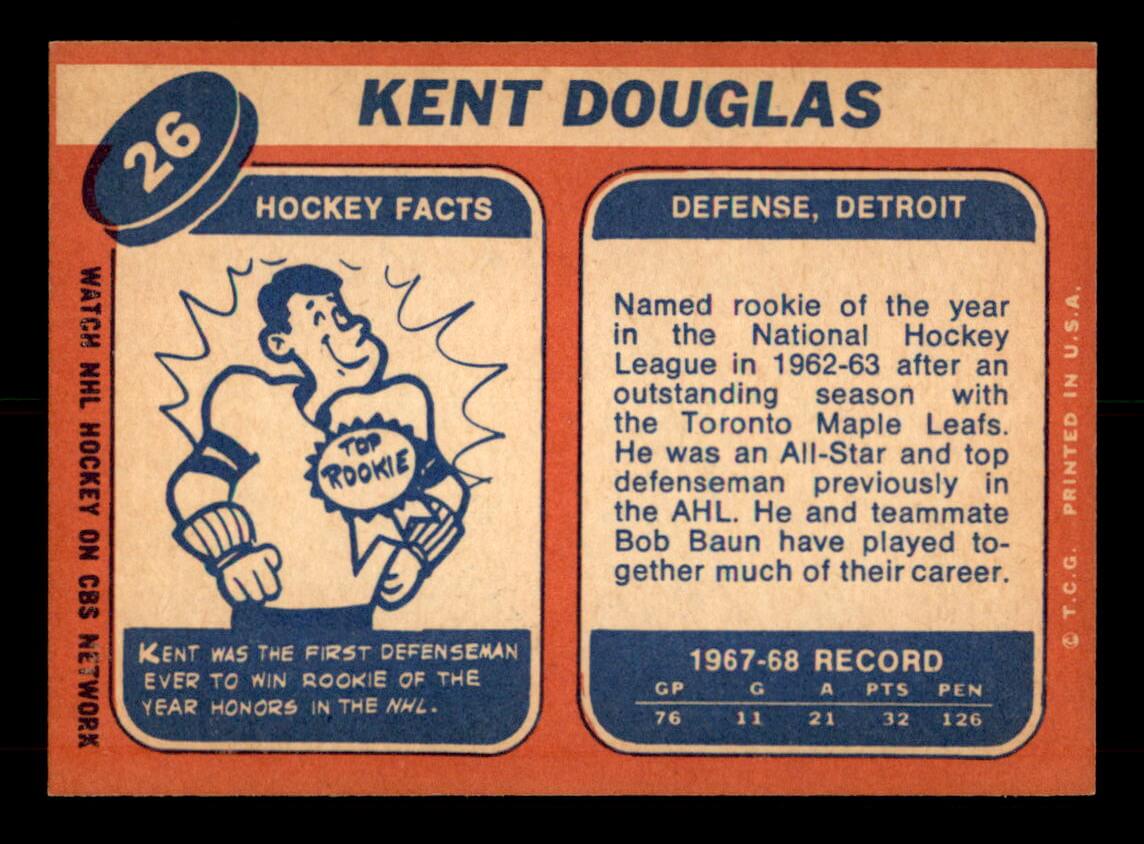 KENT DOUGLAS
26
HOCKEY FACTS
TOP
ROOKIE
KENT WAS THE FIRST DEFENSEMAN
EVER TO WIN ROOKIE OF THE
YEAR HONORS IN THE NHL.
DEFENSE, DETROIT
Named rookie of the year
in the National Hockey
League in 1962-63 after an
outstanding season with
the Toronto Maple Leafs.
He was an All-Star and top
defenseman previously in
the AHL. He and teammate
Bob Baun have played to-
gether much of their career.
1967-68 RECORD
GP G A PTS PEN
76 11 21 32 126
WATCH NHL HOCKEY ON CBS NETWORK
© T.C.G. PRINTED IN U.S.A.